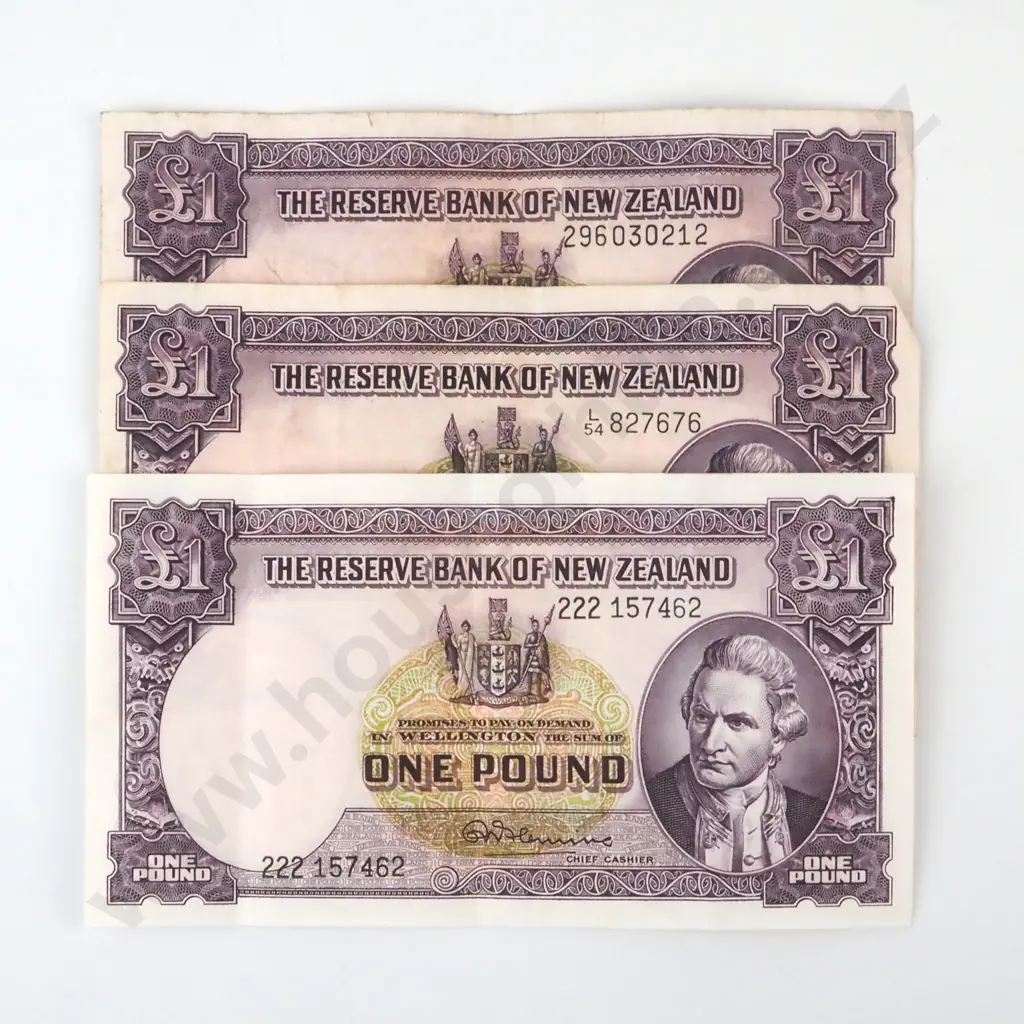 £1 £1
THE RESERVE BANK OF NEW ZEALAND
296030212
£1 £1
THE RESERVE BANK OF NEW ZEALAND
L/54 827676
£1 £1
THE RESERVE BANK OF NEW ZEALAND
222 157462
PROMISES TO PAY ON DEMAND
IN WELLINGTON THE SUM OF
ONE POUND
CHIEF CASHIER
222 157462
ONE POUND
ONE POUND